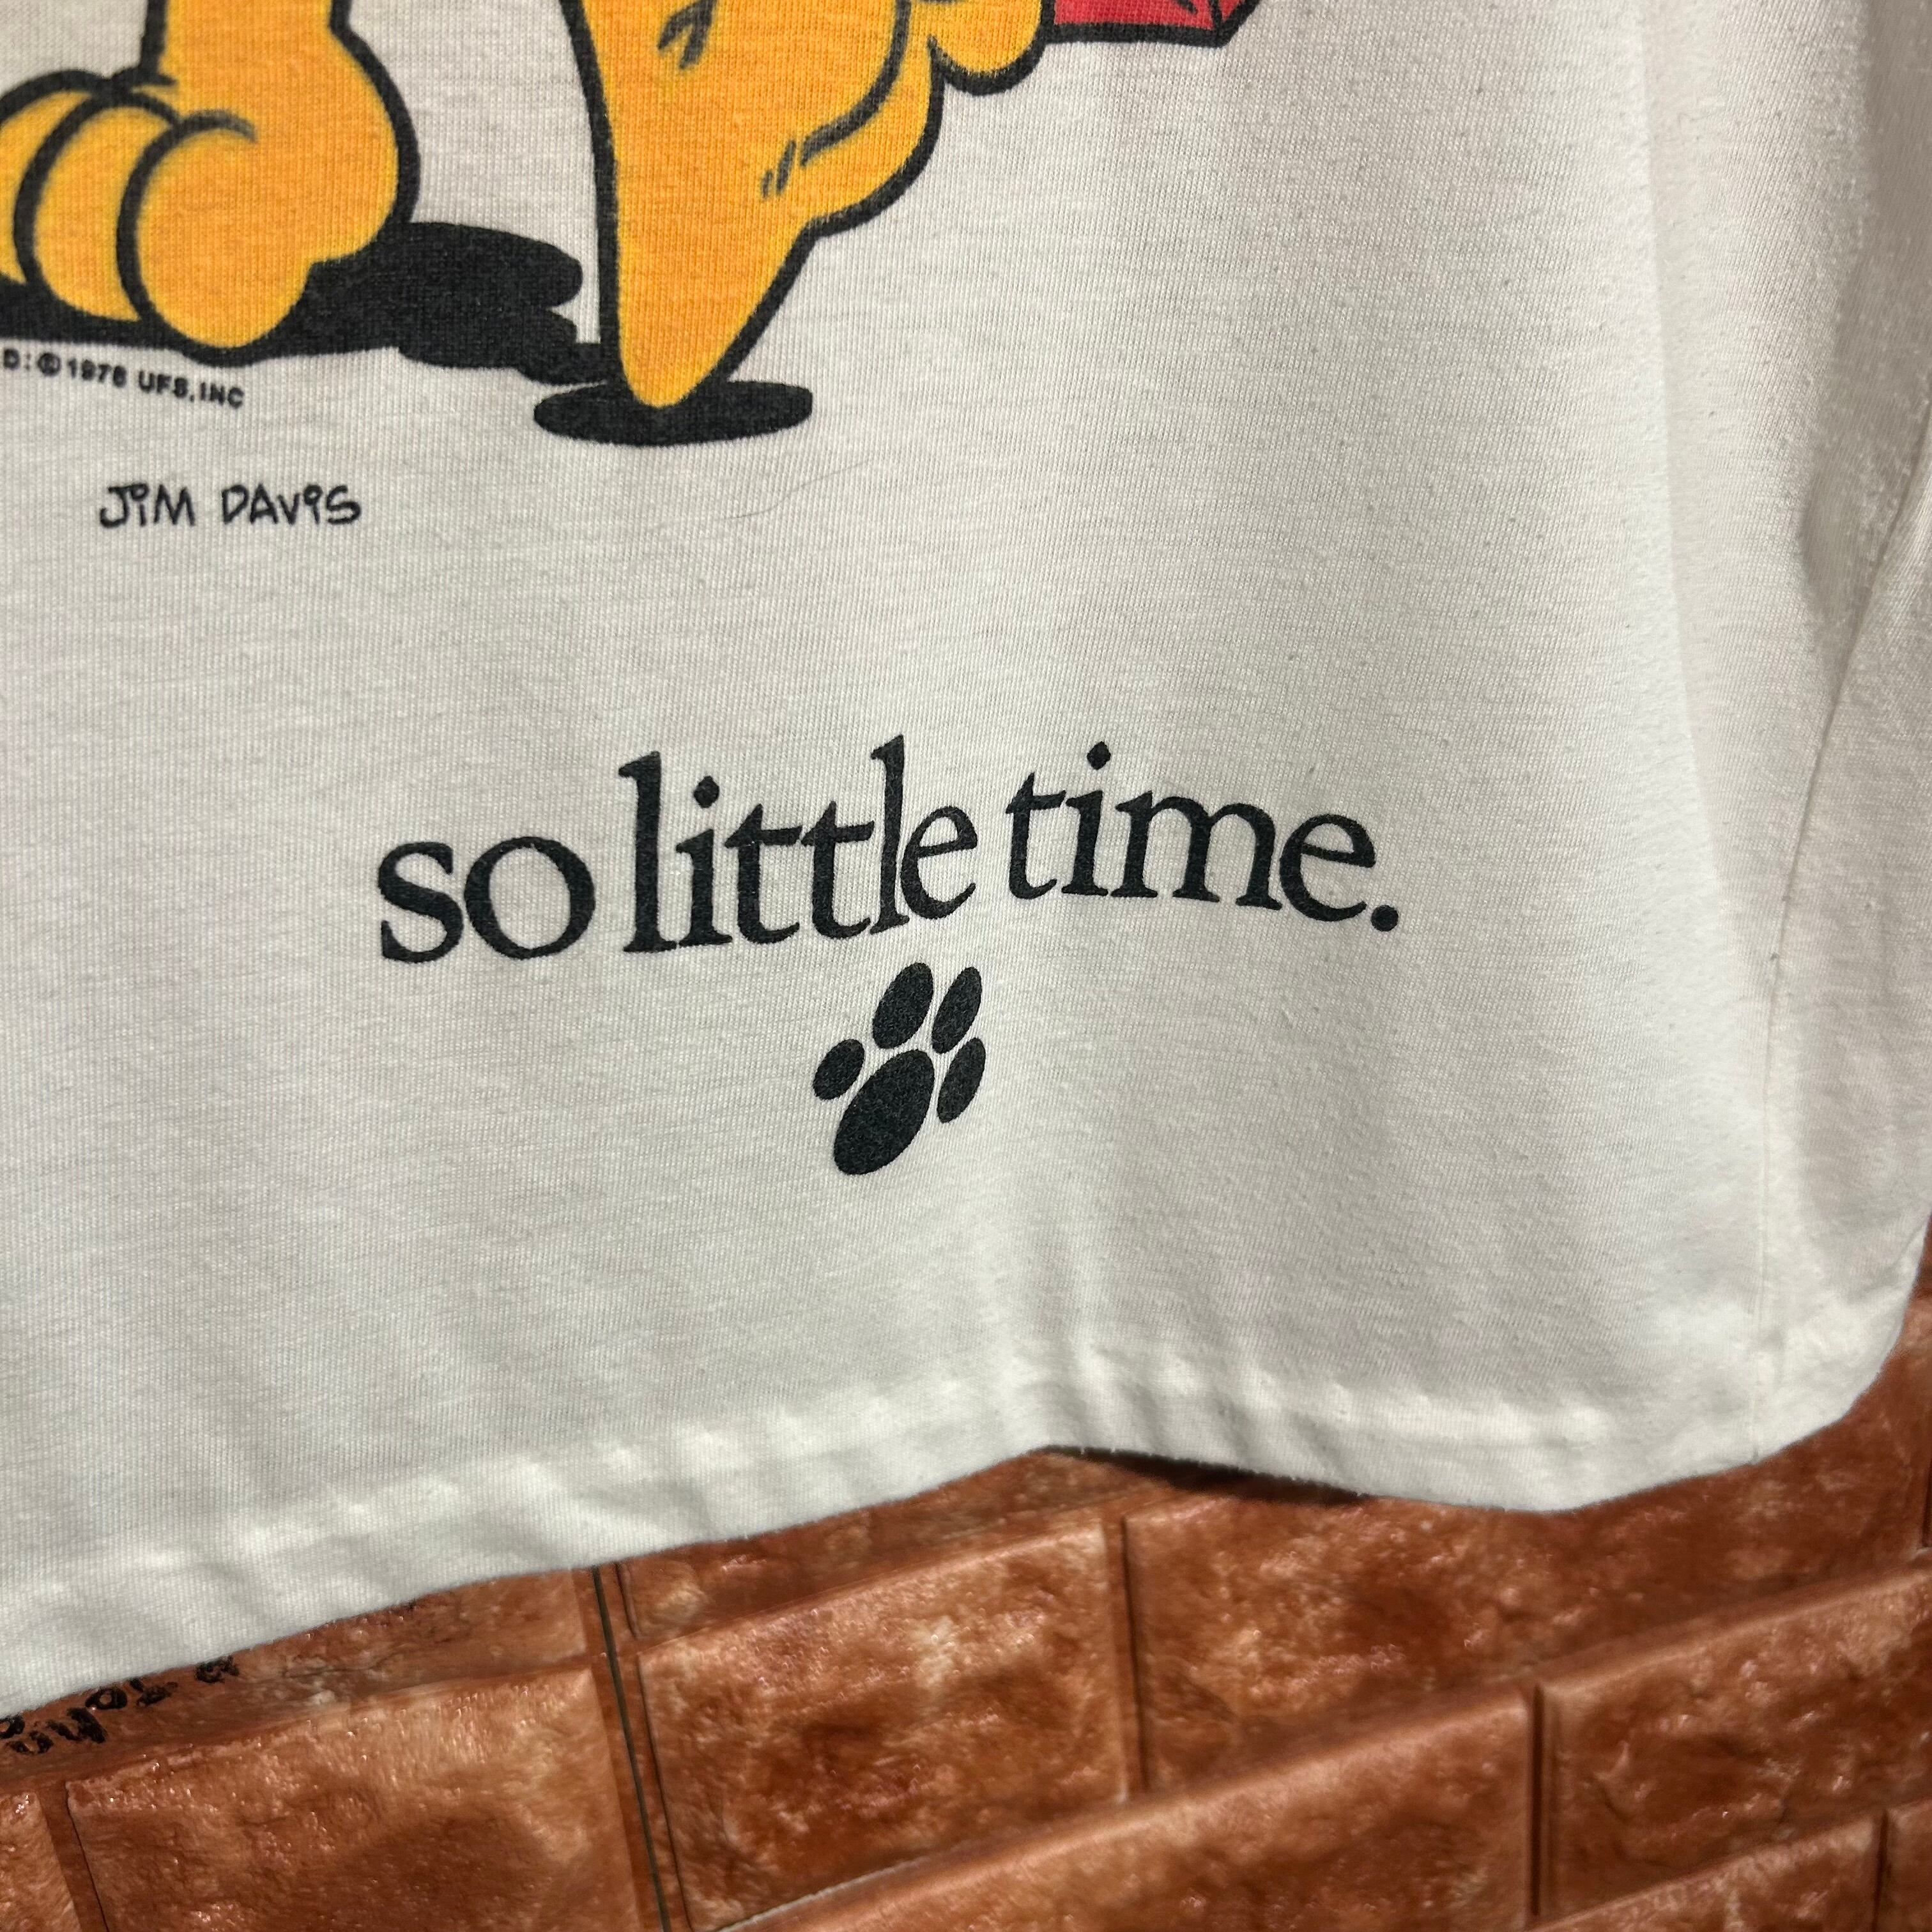 D: ©1978 UFS, INC
JIM DAVIS
so little time.